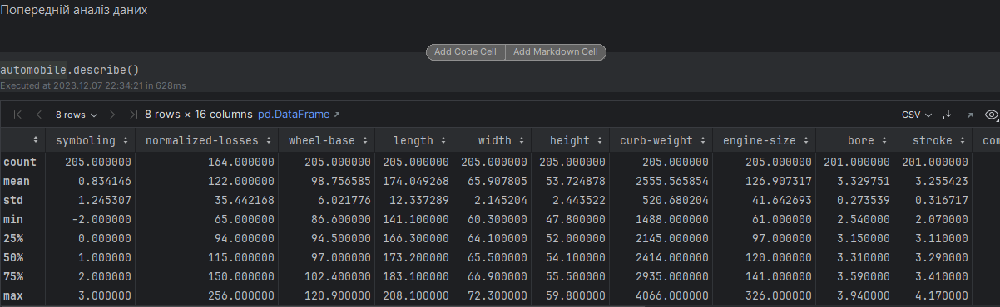 Попередній аналіз даних
Add Code Cell Add Markdown Cell
automobile.describe()
Executed at 2023.12.07 22:34:21 in 628ms
8 rows 8 rows × 16 columns pd.DataFrame CSV
symboling normalized-losses wheel-base length width height curb-weight engine-size bore stroke com
count 205.000000 164.000000 205.000000 205.000000 205.000000 205.000000 205.000000 205.000000 201.000000 201.000000
mean 0.834146 122.000000 98.756585 174.049268 65.907805 53.724878 2555.565854 126.907317 3.329751 3.255423
std 1.245307 35.442168 6.021776 12.337289 2.145204 2.443522 520.680204 41.642693 0.273539 0.316717
min -2.000000 65.000000 86.600000 141.100000 60.300000 47.800000 1488.000000 61.000000 2.540000 2.070000
25% 0.000000 94.000000 94.500000 166.300000 64.100000 52.000000 2145.000000 97.000000 3.150000 3.110000
50% 1.000000 115.000000 97.000000 173.200000 65.500000 54.100000 2414.000000 120.000000 3.310000 3.290000
75% 2.000000 150.000000 102.400000 183.100000 66.900000 55.500000 2935.000000 141.000000 3.590000 3.410000
max 3.000000 256.000000 120.900000 208.100000 72.300000 59.800000 4066.000000 326.000000 3.940000 4.170000